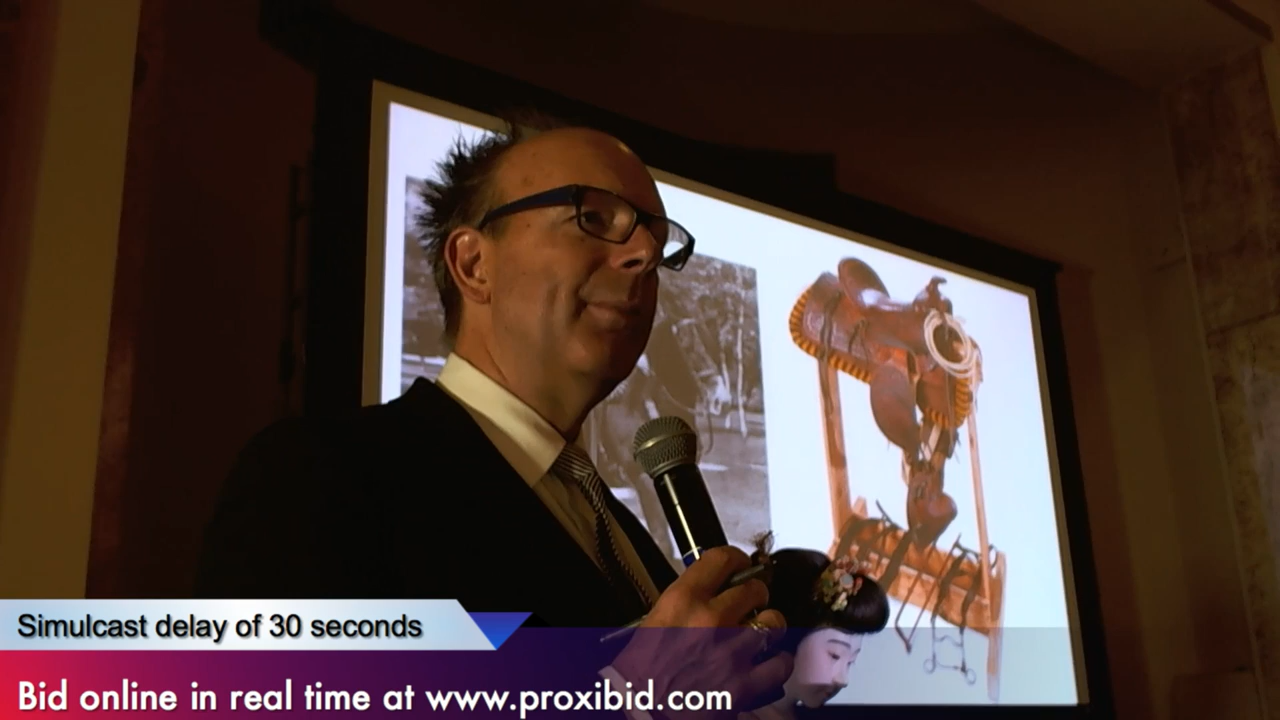 Simulcast delay of 30 seconds
Bid online in real time at www.proxibid.com